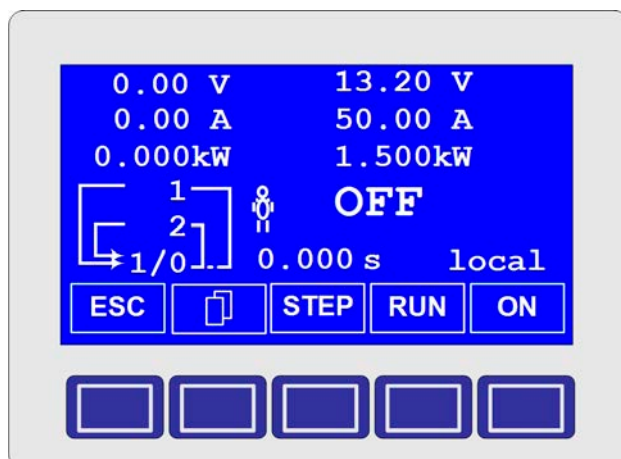 0.00 V 13.20 V
0.00 A 50.00 A
0.000kW 1.500kW
1
OFF
2
1/0 0.000 s local
ESC STEP RUN ON